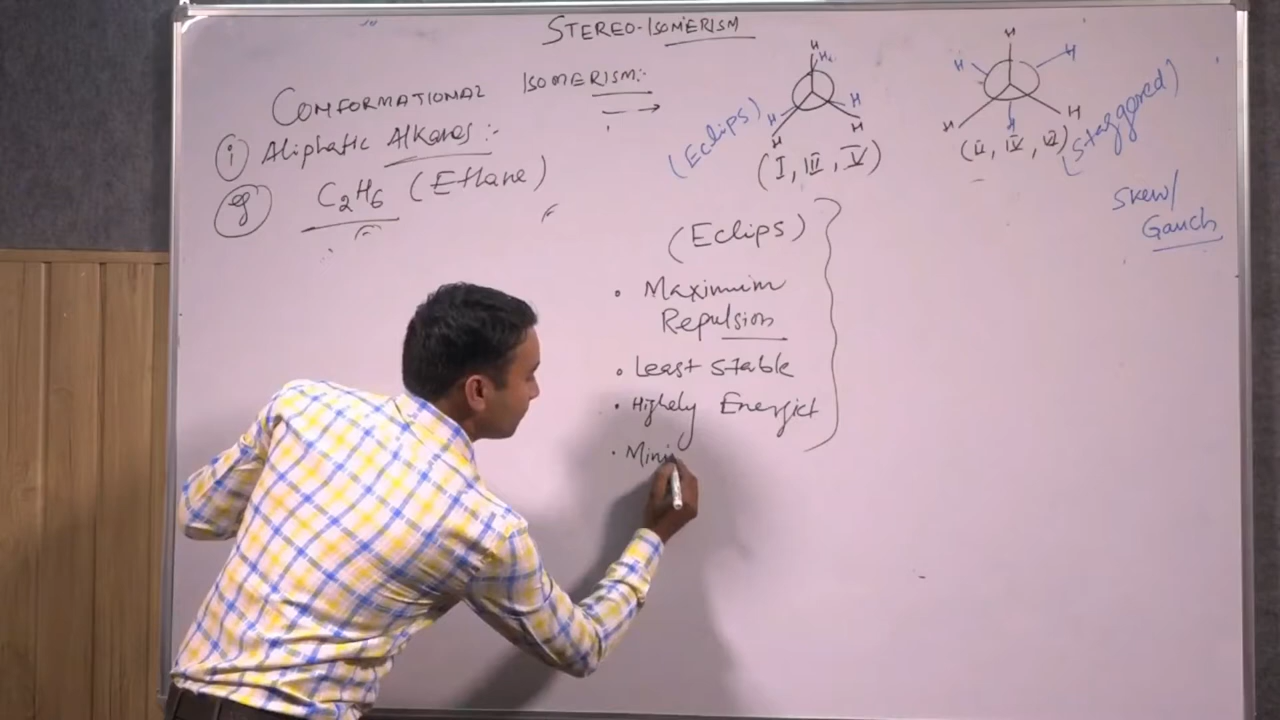 STEREO-ISOMERISM
CONFORMATIONAL ISOMERISM:-
(i) Aliphatic Alkanes:-
eg C2H6 (Ethane)
H
H
H
H
H
H
(Eclips)
(I, III, V)
H
H
H
H
H
H
(II, IV, VI)
(Staggered)
Skew/
Gauch
(Eclips)
• Maximum
Repulsion
• Least stable
• Highely Energict
• Mini